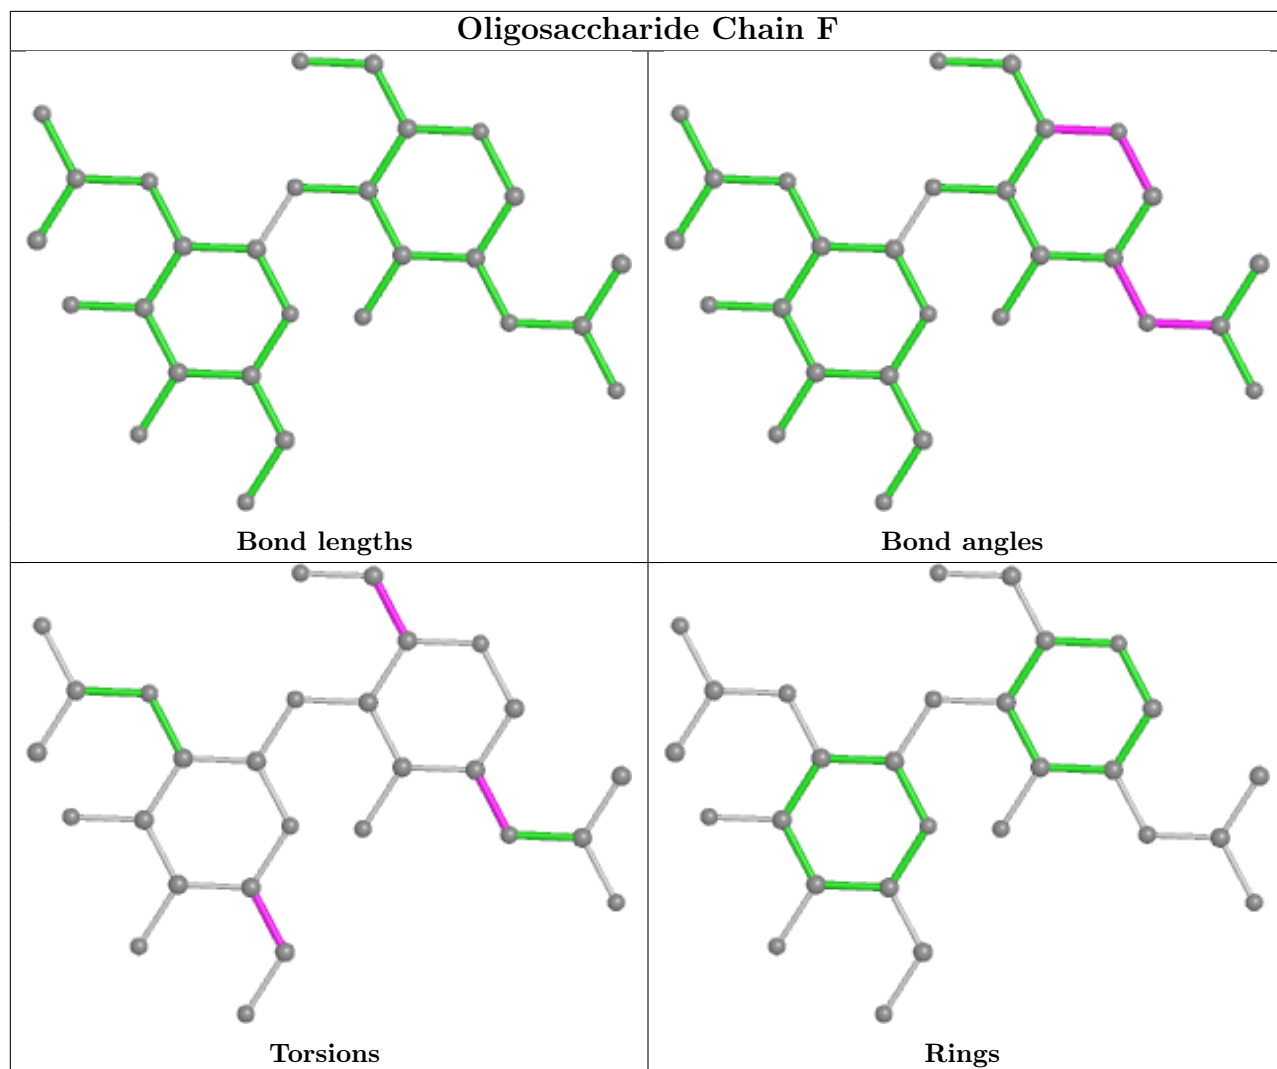 Oligosaccharide Chain F
Bond lengths
Bond angles
Torsions
Rings